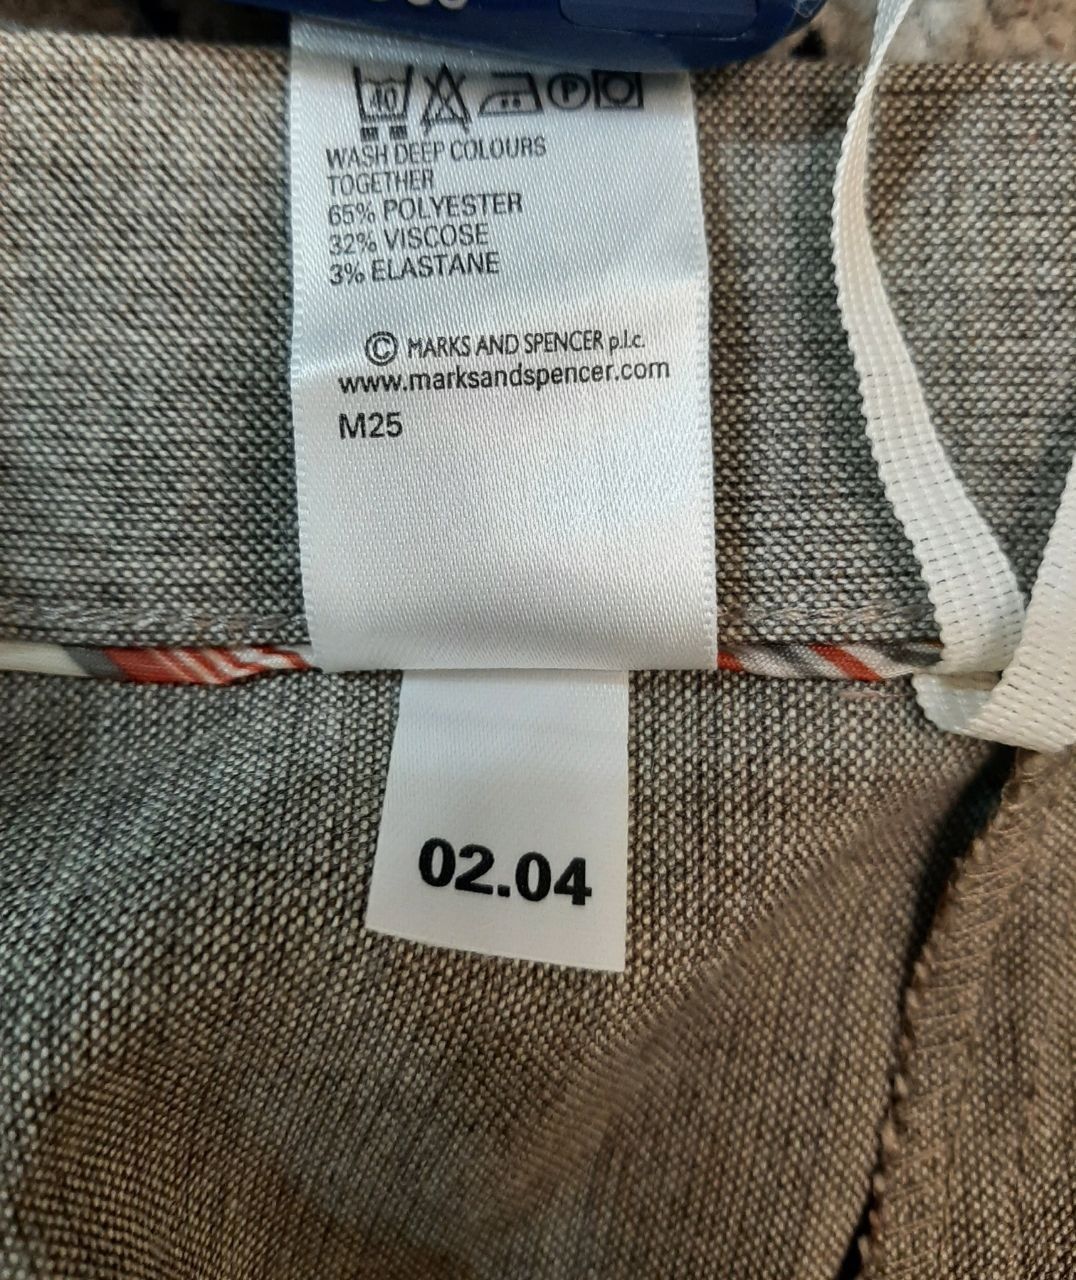 40 P
WASH DEEP COLOURS
TOGETHER
65% POLYESTER
32% VISCOSE
3% ELASTANE
© MARKS AND SPENCER p.l.c.
www.marksandspencer.com
M25
02.04